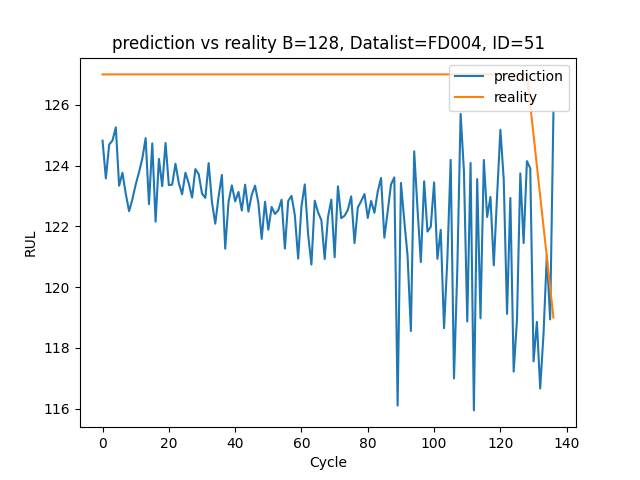 prediction vs reality B=128, Datalist=FD004, ID=51
prediction
reality
RUL
126
124
122
120
118
116
0 20 40 60 80 100 120 140
Cycle